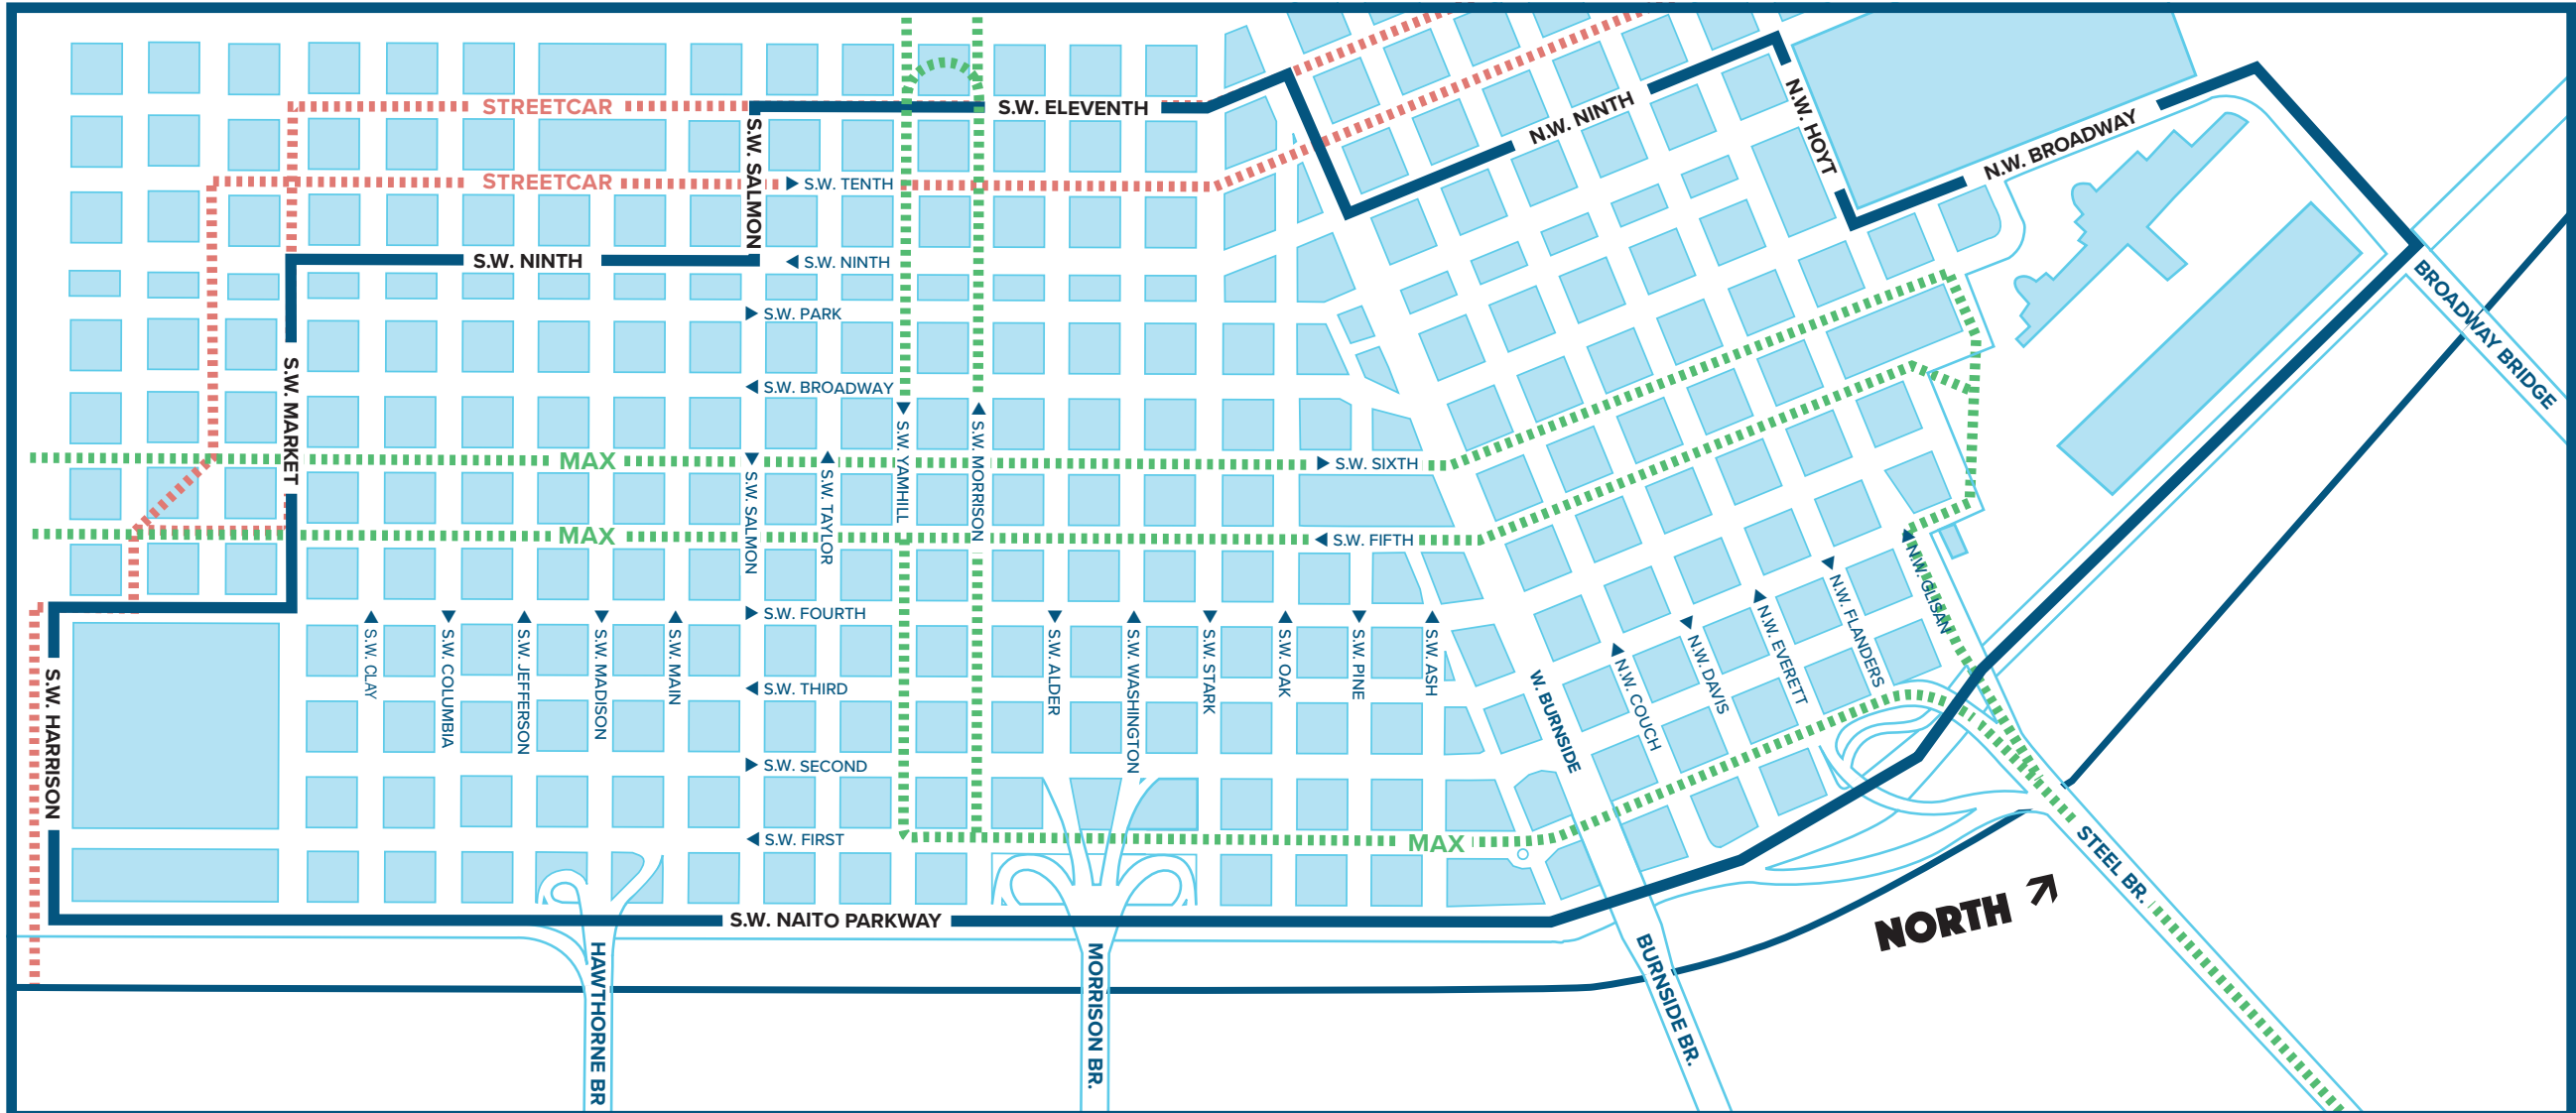 STREETCAR
S.W. ELEVENTH
N.W. NINTH
N.W. HOYT
N.W. BROADWAY
STREETCAR
S.W. SALMON
S.W. TENTH
S.W. NINTH
S.W. NINTH
S.W. PARK
BROADWAY BRIDGE
S.W. MARKET
S.W. BROADWAY
MAX
S.W. SALMON
S.W. TAYLOR
S.W. YAMHILL
S.W. MORRISON
S.W. SIXTH
MAX
S.W. FIFTH
N.W. GLISAN
S.W. CLAY
S.W. COLUMBIA
S.W. JEFFERSON
S.W. MADISON
S.W. MAIN
S.W. FOURTH
S.W. ALDER
S.W. WASHINGTON
S.W. STARK
S.W. OAK
S.W. PINE
S.W. ASH
W. BURNSIDE
N.W. COUCH
N.W. DAVIS
N.W. EVERETT
N.W. FLANDERS
S.W. HARRISON
S.W. THIRD
S.W. SECOND
S.W. FIRST
MAX
STEEL BR.
S.W. NAITO PARKWAY
NORTH
HAWTHORNE BR
MORRISON BR.
BURNSIDE BR.